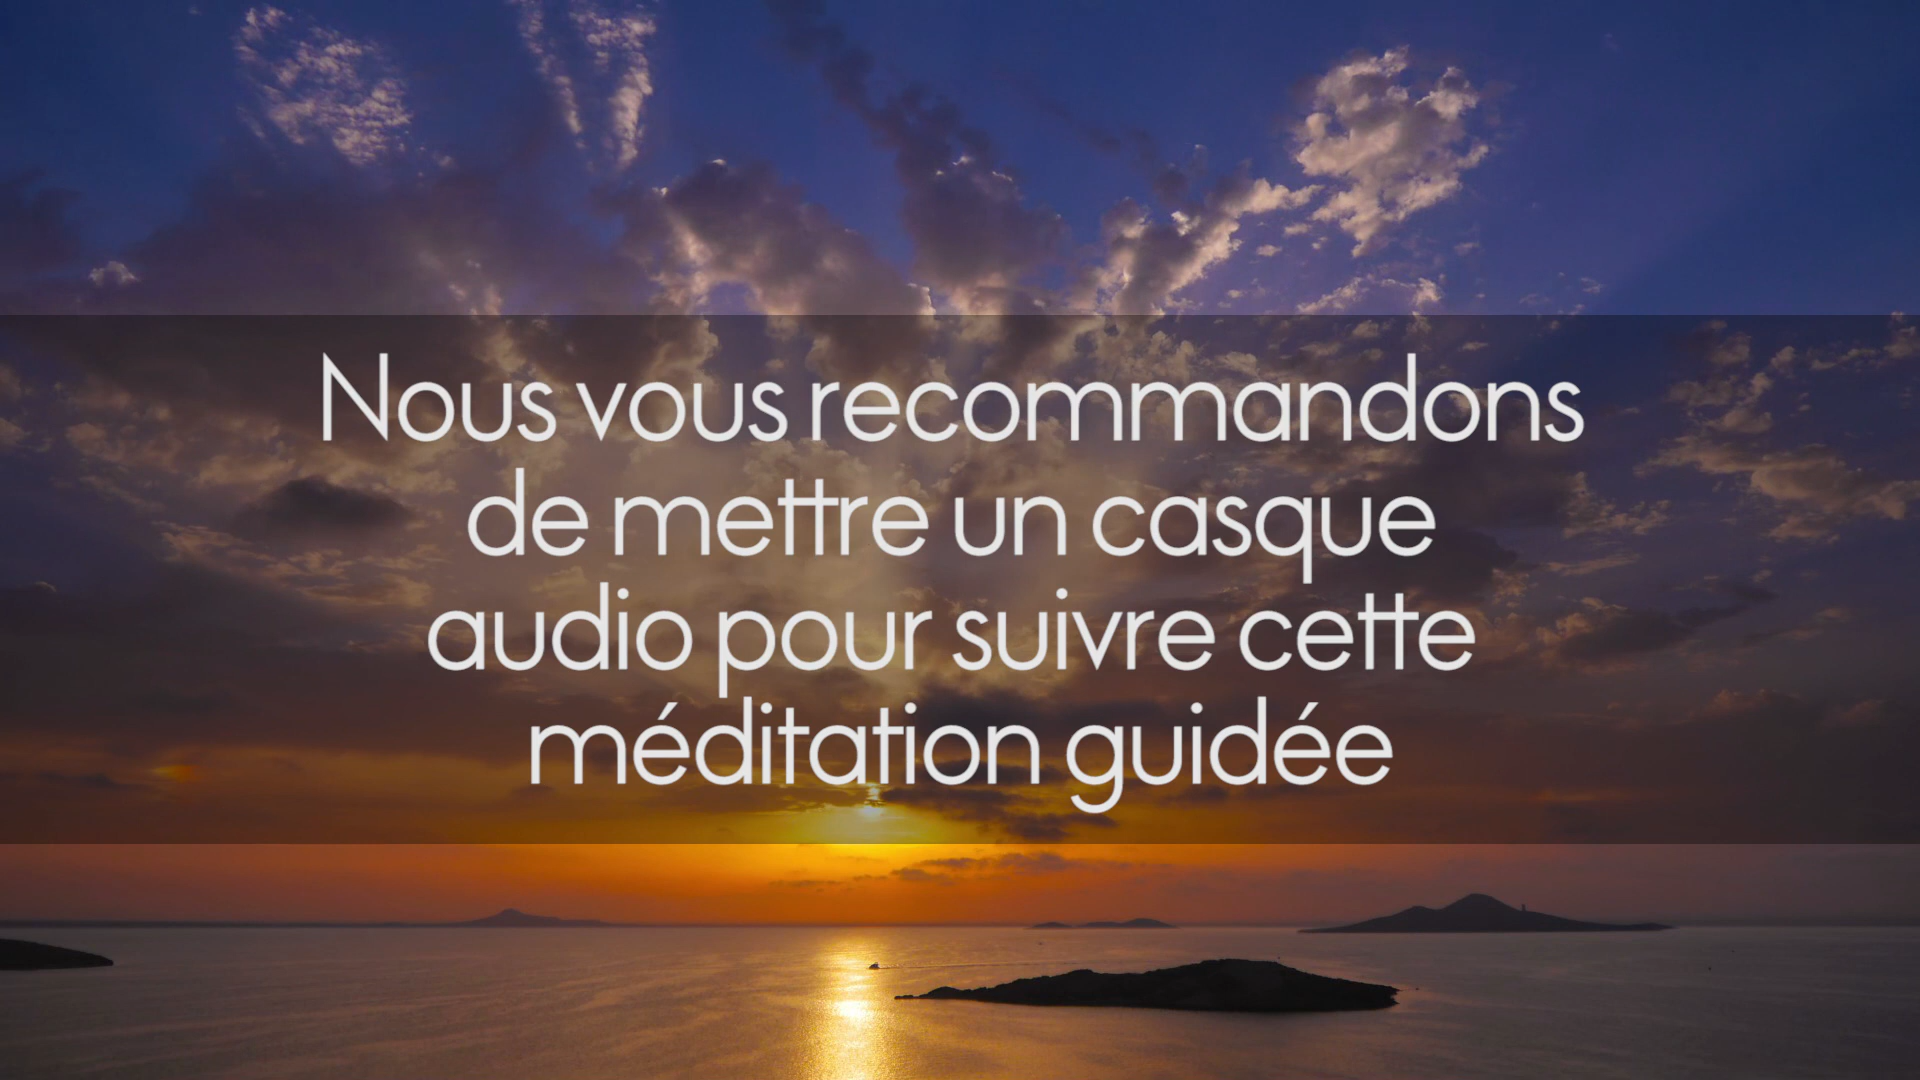 Nous vous recommandons
de mettre un casque
audio pour suivre cette
méditation guidée